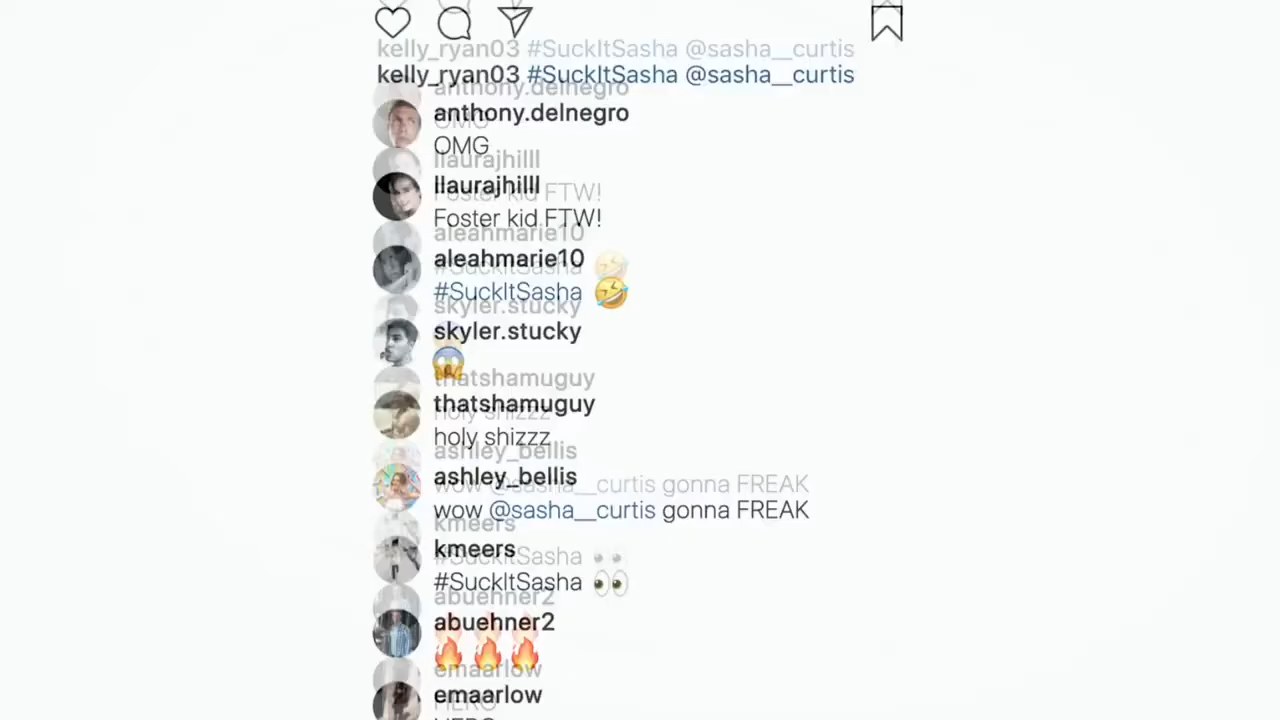 kelly_ryan03 #SuckItSasha @sasha__curtis
anthony.delnegro
OMG
llaurajhilll
Foster kid FTW!
aleahmarie10
#SuckItSasha 🤣
skyler.stucky
😱
thatshamuguy
holy shizzz
ashley_bellis
wow @sasha__curtis gonna FREAK
kmeers
#SuckItSasha 👀
abuehner2
🔥🔥🔥
emaarlow
HERO